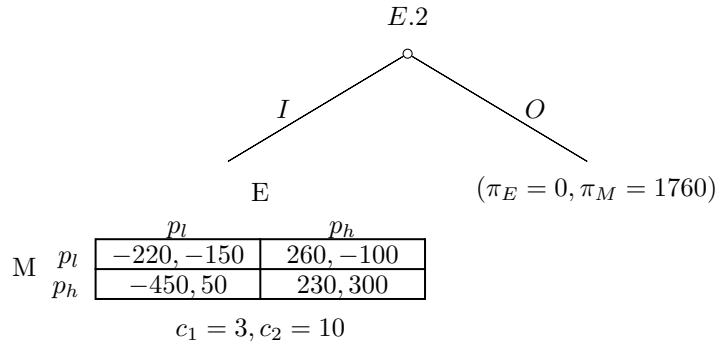 E.2
I O
E (π_E = 0, π_M = 1760)
p_l p_h
M p_l −220, −150 260, −100
p_h −450, 50 230, 300
c_1 = 3, c_2 = 10